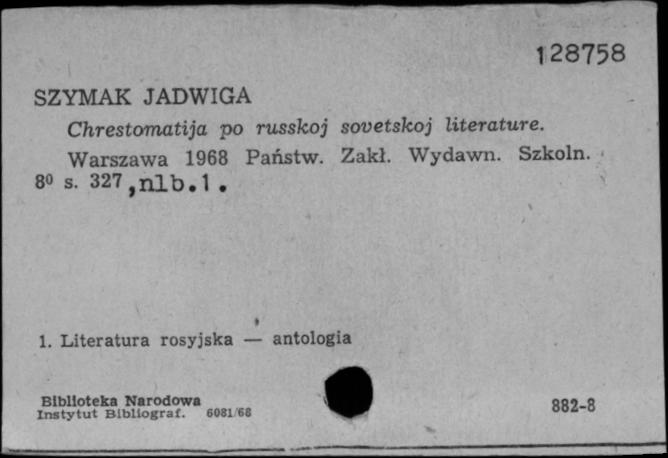 128758
SZYMAK JADWIGA
Chrestomatija po russkoj sovetskoj literature.
Warszawa 1968 Państw. Zakł. Wydawn. Szkoln.
8⁰ s. 327,nlb.1.
1. Literatura rosyjska — antologia
Biblioteka Narodowa
Instytut Bibliograf. 6081/68
882-8